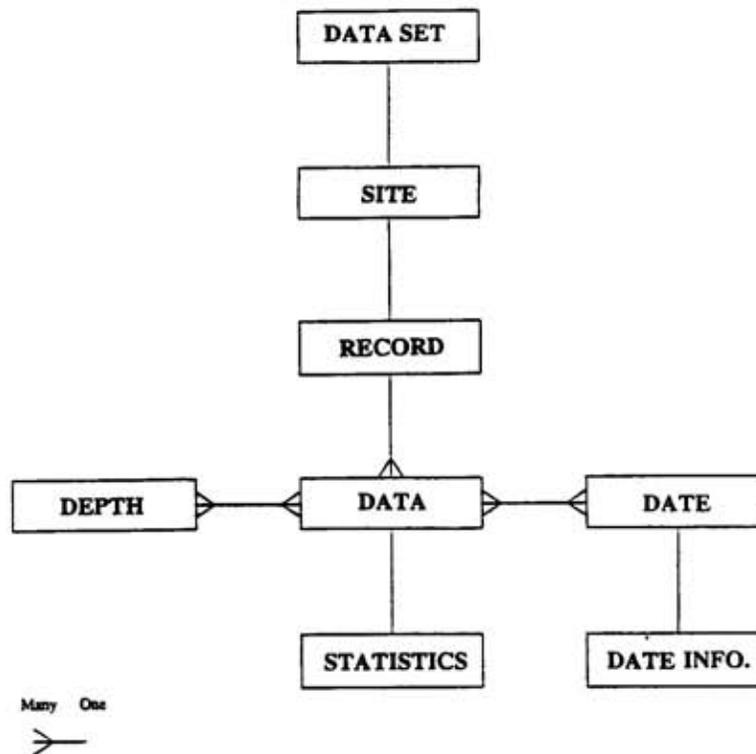 DATA SET
SITE
RECORD
DEPTH
DATA
DATE
STATISTICS
DATE INFO.
Many One